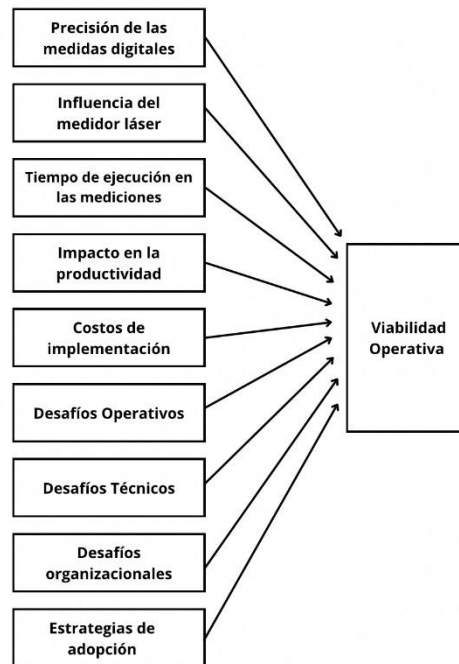 Precisión de las
medidas digitales
Influencia del
medidor láser
Tiempo de ejecución en
las mediciones
Impacto en la
productividad
Costos de
implementación
Desafíos Operativos
Desafíos Técnicos
Desafíos
organizacionales
Estrategias de
adopción
Viabilidad
Operativa